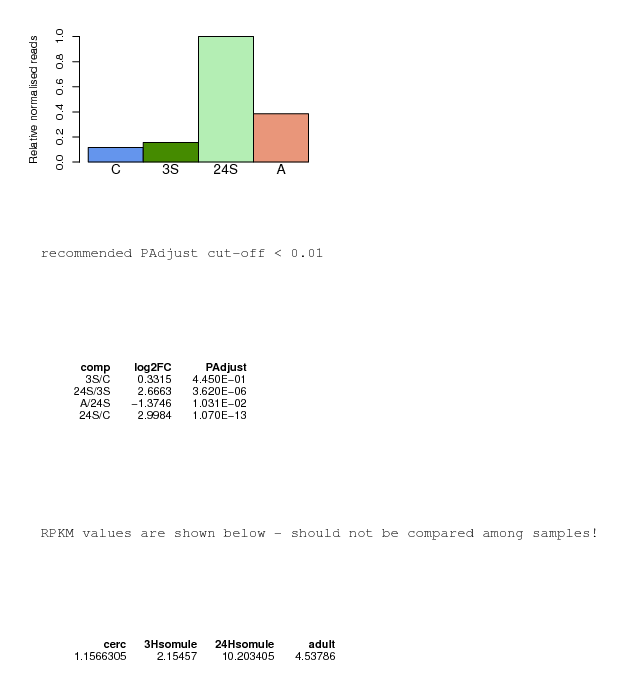 Relative normalised reads
1.0
0.8
0.6
0.4
0.2
0.0
C 3S 24S A
recommended PAdjust cut-off < 0.01
comp log2FC PAdjust
3S/C 0.3315 4.450E-01
24S/3S 2.6663 3.620E-06
A/24S -1.3746 1.031E-02
24S/C 2.9984 1.070E-13
RPKM values are shown below - should not be compared among samples!
cerc 3Hsomule 24Hsomule adult
1.1566305 2.15457 10.203405 4.53786